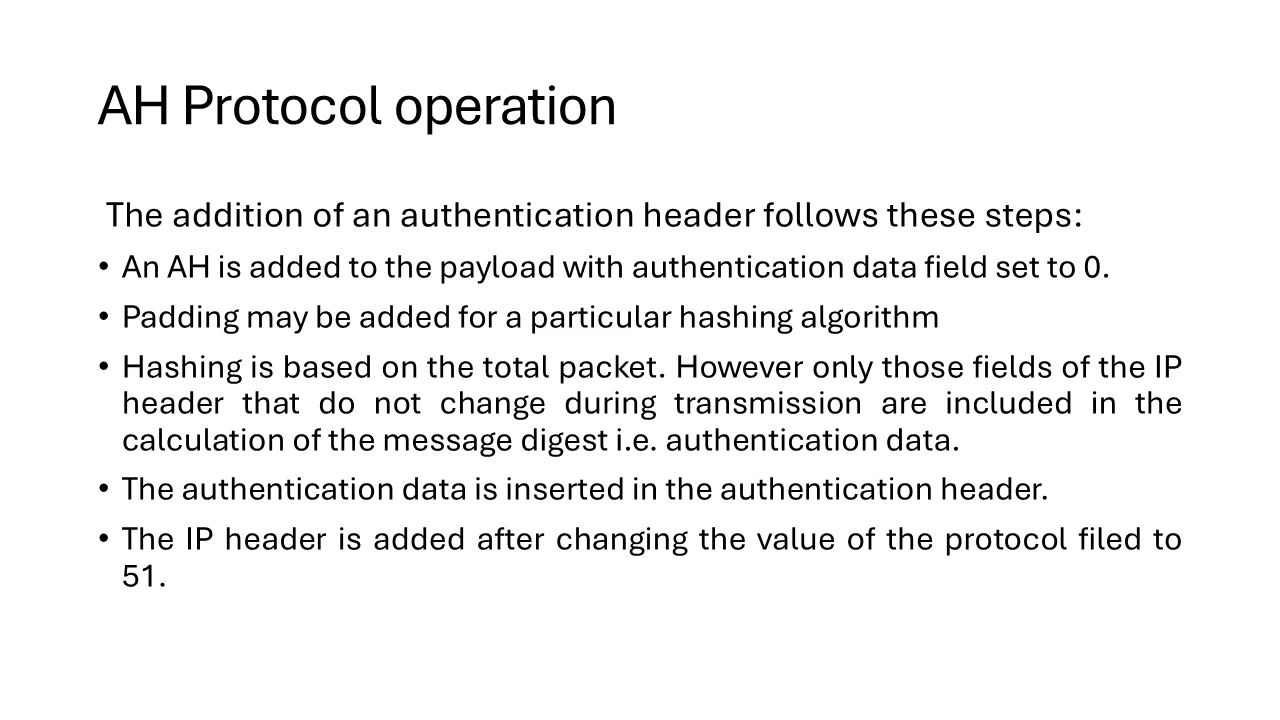 AH Protocol operation
The addition of an authentication header follows these steps:
• An AH is added to the payload with authentication data field set to 0.
• Padding may be added for a particular hashing algorithm
• Hashing is based on the total packet. However only those fields of the IP
header that do not change during transmission are included in the
calculation of the message digest i.e. authentication data.
• The authentication data is inserted in the authentication header.
• The IP header is added after changing the value of the protocol filed to
51.